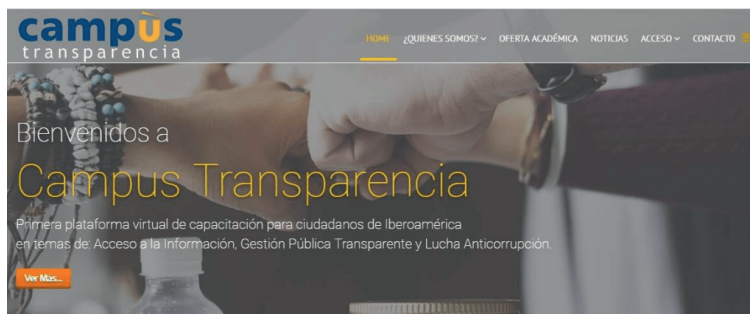 campùs
transparencia
HOME ¿QUIENES SOMOS? OFERTA ACADÉMICA NOTICIAS ACCESO CONTACTO
Bienvenidos a
Campus Transparencia
Primera plataforma virtual de capacitación para ciudadanos de Iberoamérica
en temas de: Acceso a la Información, Gestión Pública Transparente y Lucha Anticorrupción.
Ver Mas...